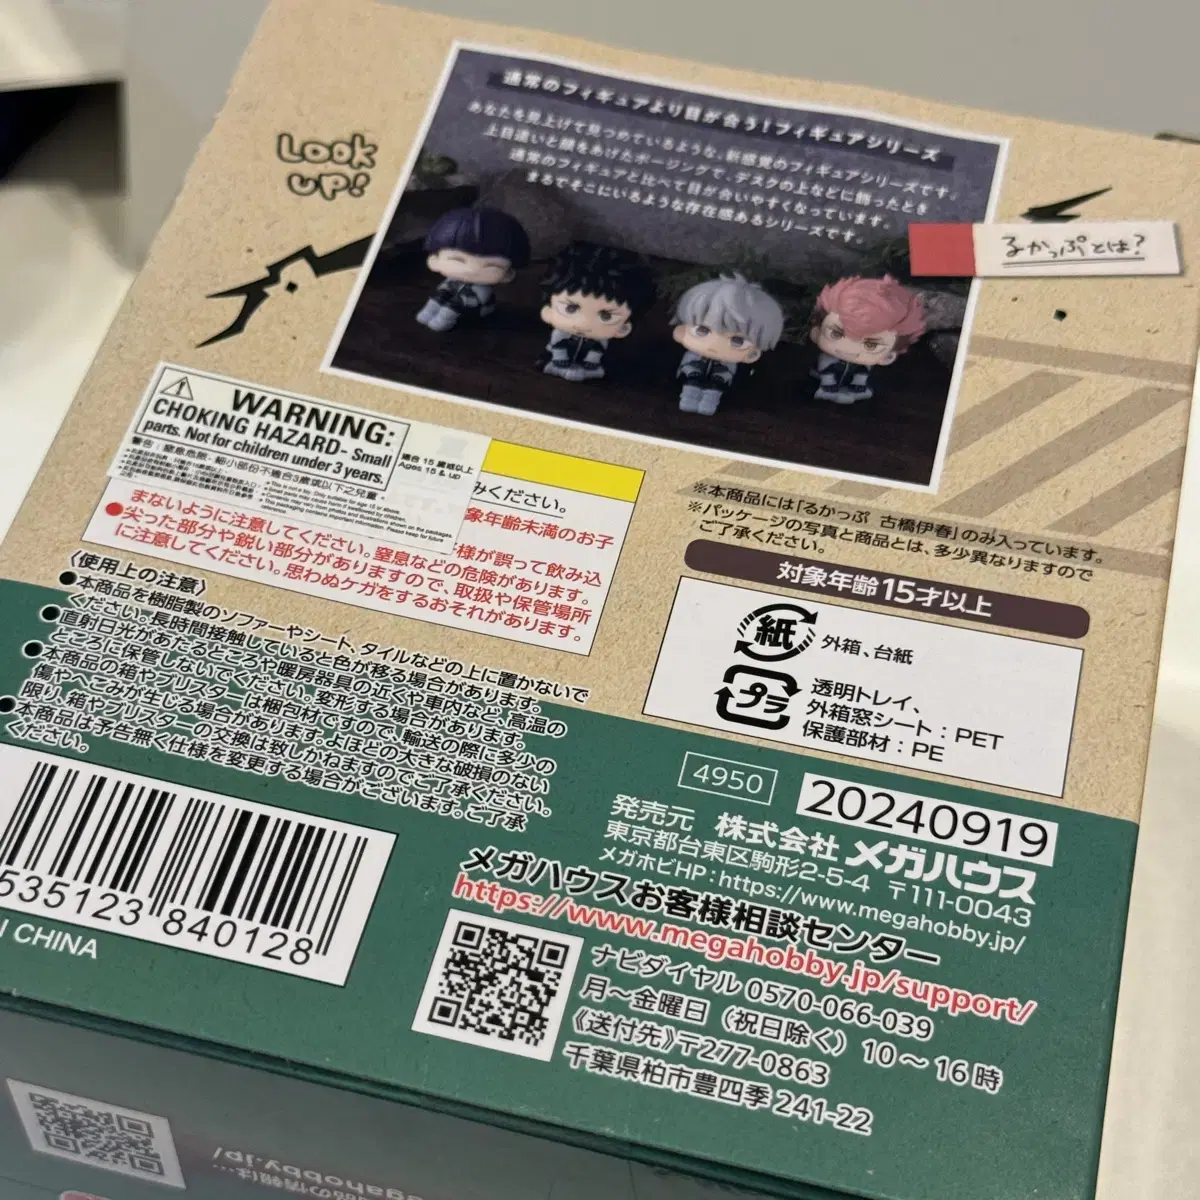 Look
UP!
通常のフィギュアより目が合う！フィギュアシリーズ
あなたを見上げて見つめているような、新感覚のフィギュアシリーズです。
上目遣いと顔をあげたポージングで、デスクの上などに飾ったとき
通常のフィギュアと比べて目が合いやすくなっています。
まるでそこにいるような存在感あるシリーズです。
るかっぷとは?
WARNING:
CHOKING HAZARD- Small
parts. Not for children under 3 years.
適合 15 歲或以上
Ages 15 & up
みください。
象年齢未満のお子
様が誤って飲み込
まないように注意してください。窒息などの危険があります。
●尖った部分や鋭い部分がありますので、取扱や保管場所
に注意してください。思わぬケガをするおそれがあります。
〈使用上の注意〉
●本商品を樹脂製のソファーやシート、タイルなどの上に置かないで
ください。長時間接触していると色が移る場合があります。
●直射日光があたるところや暖房器具の近くや車内など、高温の
ところに保管しないでください。変形する場合があります。
●本商品の箱やブリスターは梱包材ですので、輸送の際に多少の
傷やへこみが生じる場合があります。よほどの大きな破損のない
限り、箱やブリスターの交換は致しかねますのでご了承ください。
●本商品は予告無く仕様を変更する場合がございます。ご了承
ください。
※本商品には「るかっぷ 古橋伊春」のみ入っています。
※パッケージの写真と商品とは、多少異なりますので
ご了承ください。
対象年齢15才以上
紙
外箱、台紙
プラ
透明トレイ、
外箱窓シート：PET
保護部材：PE
4950
20240919
発売元 株式会社メガハウス
東京都台東区駒形2-5-4 〒111-0043
メガホビHP：https://www.megahobby.jp/
メガハウスお客様相談センター
https://www.megahobby.jp/support/
ナビダイヤル 0570-066-039
月〜金曜日（祝日除く）10〜16時
《送付先》〒277-0863
千葉県柏市豊四季241-22
535123 840128
CHINA